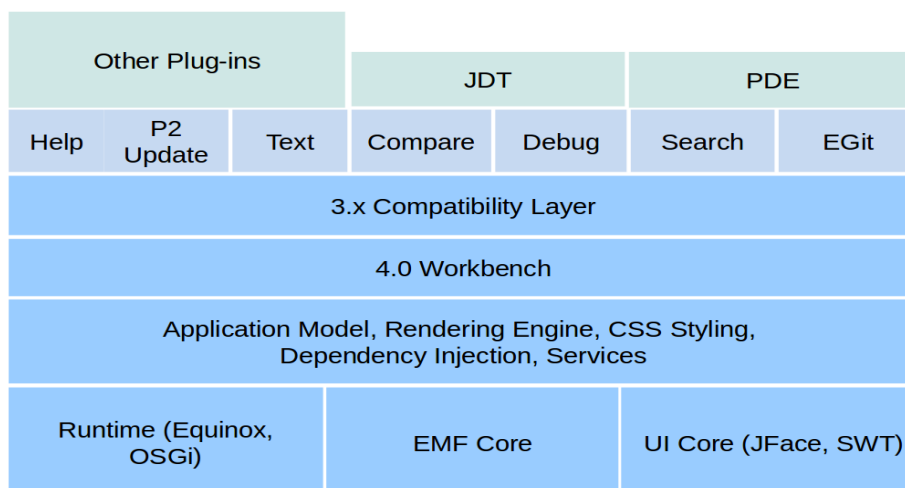 Other Plug-ins
JDT
PDE
Help
P2
Update
Text
Compare
Debug
Search
EGit
3.x Compatibility Layer
4.0 Workbench
Application Model, Rendering Engine, CSS Styling,
Dependency Injection, Services
Runtime (Equinox,
OSGi)
EMF Core
UI Core (JFace, SWT)